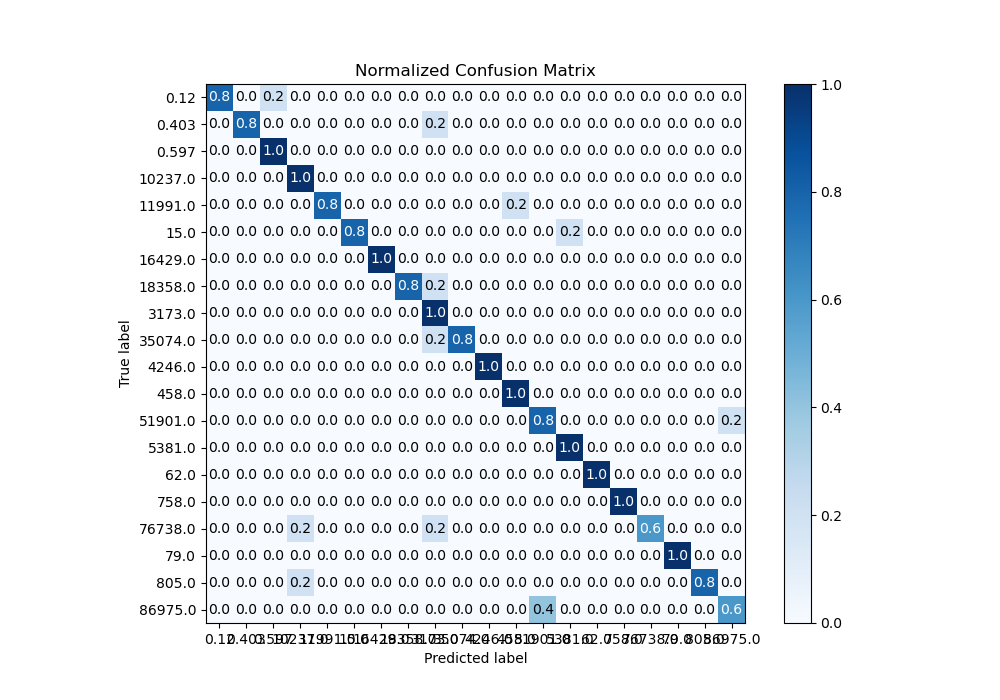 Normalized Confusion Matrix
0.12 0.8 0.0 0.2 0.0 0.0 0.0 0.0 0.0 0.0 0.0 0.0 0.0 0.0 0.0 0.0 0.0 0.0 0.0 0.0 0.0 1.0
0.403 0.0 0.8 0.0 0.0 0.0 0.0 0.0 0.0 0.2 0.0 0.0 0.0 0.0 0.0 0.0 0.0 0.0 0.0 0.0 0.0
0.597 0.0 0.0 1.0 0.0 0.0 0.0 0.0 0.0 0.0 0.0 0.0 0.0 0.0 0.0 0.0 0.0 0.0 0.0 0.0 0.0
10237.0 0.0 0.0 0.0 1.0 0.0 0.0 0.0 0.0 0.0 0.0 0.0 0.0 0.0 0.0 0.0 0.0 0.0 0.0 0.0 0.0
11991.0 0.0 0.0 0.0 0.0 0.8 0.0 0.0 0.0 0.0 0.0 0.0 0.2 0.0 0.0 0.0 0.0 0.0 0.0 0.0 0.0 0.8
15.0 0.0 0.0 0.0 0.0 0.0 0.8 0.0 0.0 0.0 0.0 0.0 0.0 0.0 0.2 0.0 0.0 0.0 0.0 0.0 0.0
16429.0 0.0 0.0 0.0 0.0 0.0 0.0 1.0 0.0 0.0 0.0 0.0 0.0 0.0 0.0 0.0 0.0 0.0 0.0 0.0 0.0
18358.0 0.0 0.0 0.0 0.0 0.0 0.0 0.0 0.8 0.2 0.0 0.0 0.0 0.0 0.0 0.0 0.0 0.0 0.0 0.0 0.0 0.6
3173.0 0.0 0.0 0.0 0.0 0.0 0.0 0.0 0.0 1.0 0.0 0.0 0.0 0.0 0.0 0.0 0.0 0.0 0.0 0.0 0.0
35074.0 0.0 0.0 0.0 0.0 0.0 0.0 0.0 0.0 0.2 0.8 0.0 0.0 0.0 0.0 0.0 0.0 0.0 0.0 0.0 0.0
True label
4246.0 0.0 0.0 0.0 0.0 0.0 0.0 0.0 0.0 0.0 0.0 1.0 0.0 0.0 0.0 0.0 0.0 0.0 0.0 0.0 0.0
458.0 0.0 0.0 0.0 0.0 0.0 0.0 0.0 0.0 0.0 0.0 0.0 1.0 0.0 0.0 0.0 0.0 0.0 0.0 0.0 0.0 0.4
51901.0 0.0 0.0 0.0 0.0 0.0 0.0 0.0 0.0 0.0 0.0 0.0 0.0 0.8 0.0 0.0 0.0 0.0 0.0 0.0 0.2
5381.0 0.0 0.0 0.0 0.0 0.0 0.0 0.0 0.0 0.0 0.0 0.0 0.0 0.0 1.0 0.0 0.0 0.0 0.0 0.0 0.0
62.0 0.0 0.0 0.0 0.0 0.0 0.0 0.0 0.0 0.0 0.0 0.0 0.0 0.0 0.0 1.0 0.0 0.0 0.0 0.0 0.0
758.0 0.0 0.0 0.0 0.0 0.0 0.0 0.0 0.0 0.0 0.0 0.0 0.0 0.0 0.0 0.0 1.0 0.0 0.0 0.0 0.0 0.2
76738.0 0.0 0.0 0.0 0.2 0.0 0.0 0.0 0.0 0.2 0.0 0.0 0.0 0.0 0.0 0.0 0.0 0.6 0.0 0.0 0.0
79.0 0.0 0.0 0.0 0.0 0.0 0.0 0.0 0.0 0.0 0.0 0.0 0.0 0.0 0.0 0.0 0.0 0.0 1.0 0.0 0.0
805.0 0.0 0.0 0.0 0.2 0.0 0.0 0.0 0.0 0.0 0.0 0.0 0.0 0.0 0.0 0.0 0.0 0.0 0.0 0.8 0.0
86975.0 0.0 0.0 0.0 0.0 0.0 0.0 0.0 0.0 0.0 0.0 0.0 0.0 0.4 0.0 0.0 0.0 0.0 0.0 0.0 0.6 0.0
Predicted label